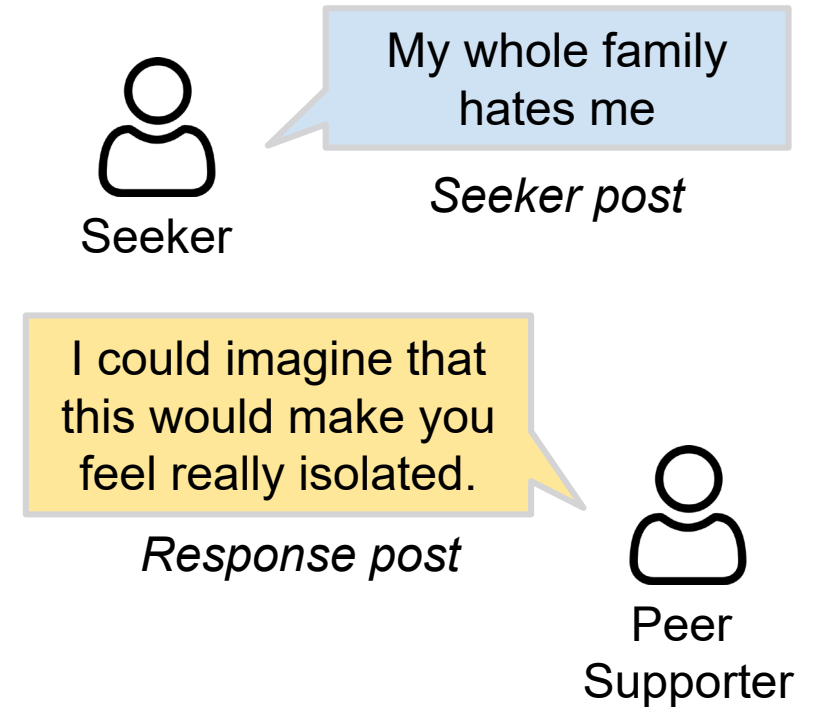 My whole family
hates me
Seeker post
Seeker
I could imagine that
this would make you
feel really isolated.
Response post
Peer
Supporter